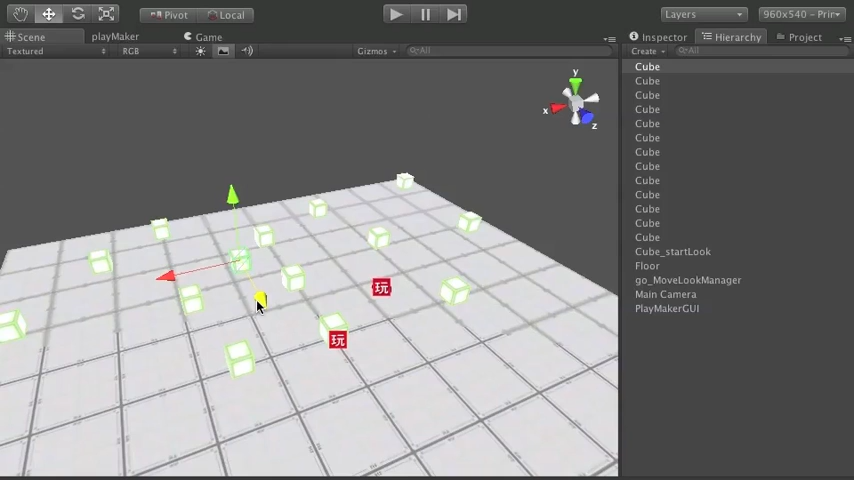 Pivot
Local
Layers
960x540 - Prir
Scene
playMaker
Game
Inspector
Hierarchy
Project
Textured
RGB
Gizmos
All
Create
All
Cube
Cube
Cube
Cube
Cube
Cube
Cube
Cube
Cube
Cube
Cube
Cube
Cube
Cube_startLook
Floor
go_MoveLookManager
Main Camera
PlayMakerGUI
y
x
z
玩
玩